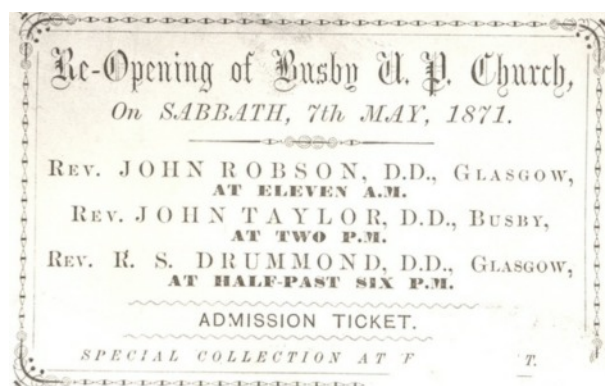 Re-Opening of Busby U. P. Church,
On SABBATH, 7th MAY, 1871.
REV. JOHN ROBSON, D.D., GLASGOW,
AT ELEVEN A.M.
REV. JOHN TAYLOR, D.D., BUSBY,
AT TWO P.M.
REV. R. S. DRUMMOND, D.D., GLASGOW,
AT HALF-PAST SIX P.M.
ADMISSION TICKET.
SPECIAL COLLECTION AT